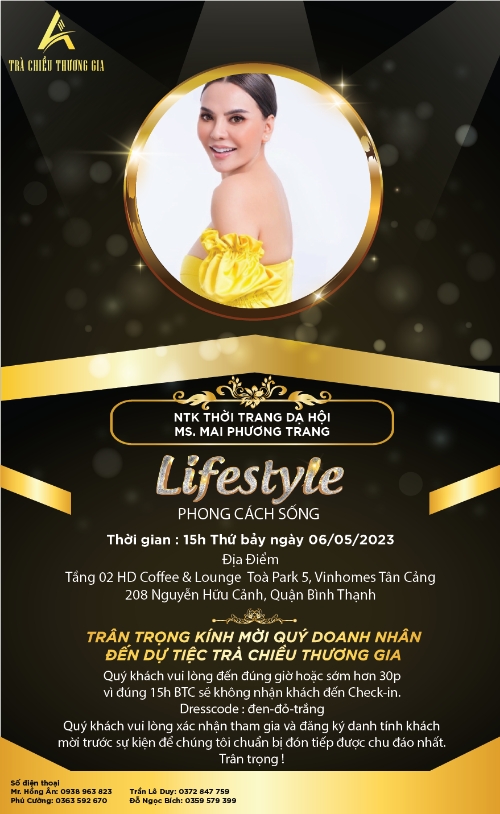 TRÀ CHIỀU THƯƠNG GIA
NTK THỜI TRANG DẠ HỘI
MS. MAI PHƯƠNG TRANG
Lifestyle
PHONG CÁCH SỐNG
Thời gian : 15h Thứ bảy ngày 06/05/2023
Địa Điểm
Tầng 02 HD Coffee & Lounge Toà Park 5, Vinhomes Tân Cảng
208 Nguyễn Hữu Cảnh, Quận Bình Thạnh
TRÂN TRỌNG KÍNH MỜI QUÝ DOANH NHÂN
ĐẾN DỰ TIỆC TRÀ CHIỀU THƯƠNG GIA
Quý khách vui lòng đến đúng giờ hoặc sớm hơn 30p
vì đúng 15h BTC sẽ không nhận khách đến Check-in.
Dresscode : đen-đỏ-trắng
Quý khách vui lòng xác nhận tham gia và đăng ký danh tính khách
mời trước sự kiện để chúng tôi chuẩn bị đón tiếp được chu đáo nhất.
Trân trọng !
Số điện thoại
Mr. Hồng Ân: 0938 963 823 Trần Lê Duy: 0372 847 759
Phú Cường: 0363 592 670 Đỗ Ngọc Bích: 0359 579 399